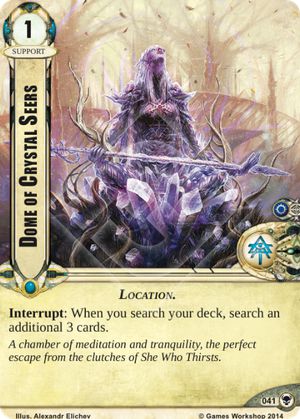 1
SUPPORT
DOME OF CRYSTAL SEERS
LOCATION.
Interrupt: When you search your deck, search an
additional 3 cards.
A chamber of meditation and tranquility, the perfect
escape from the clutches of She Who Thirsts.
041
Illus. Alexandr Elichev
© Games Workshop 2014